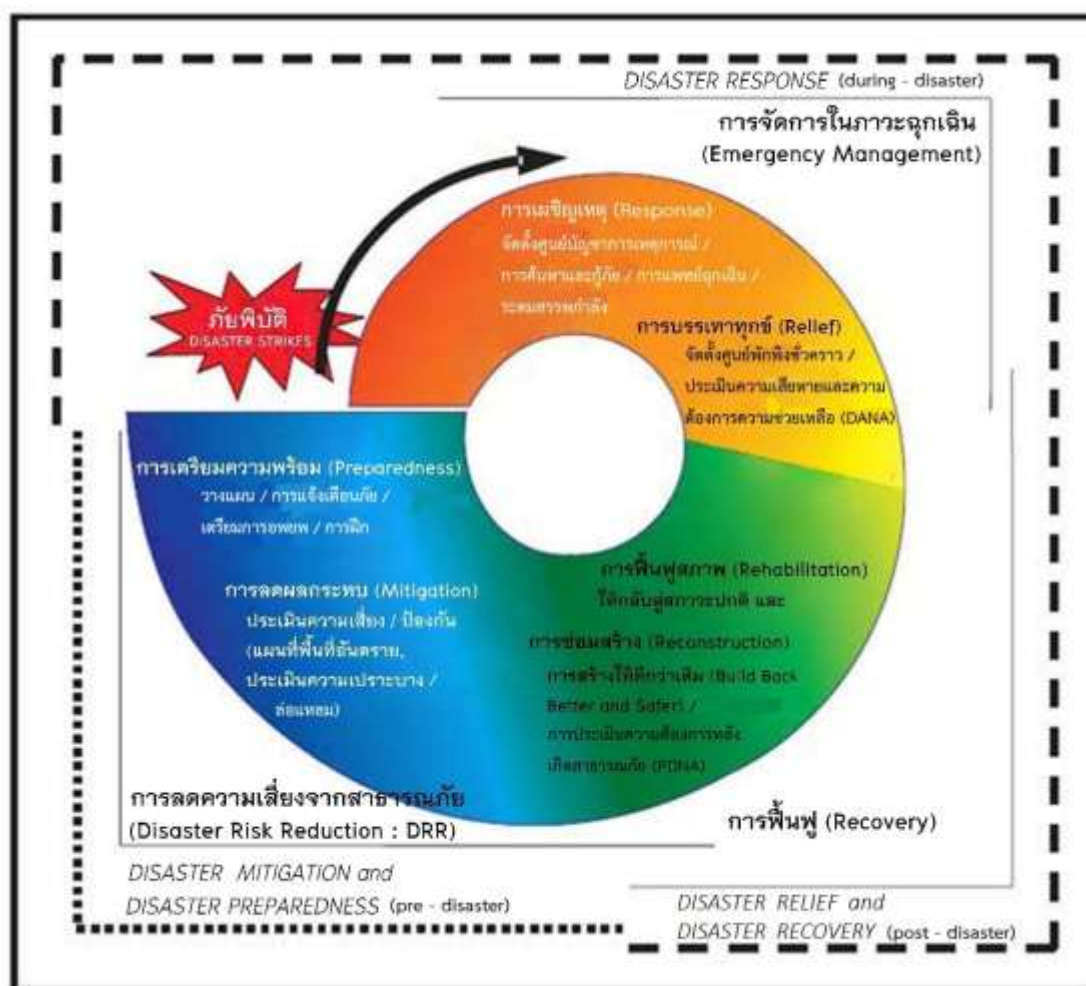 DISASTER RESPONSE (during - disaster)
การจัดการในภาวะฉุกเฉิน
(Emergency Management)
การเผชิญเหตุ (Response)
จัดตั้งศูนย์บัญชาการเหตุการณ์ /
การค้นหาและกู้ภัย / การแพทย์ฉุกเฉิน /
ระดมสรรพกำลัง
ภัยพิบัติ
DISASTER STRIKES
การบรรเทาทุกข์ (Relief)
จัดตั้งศูนย์พักพิงชั่วคราว /
ประเมินความเสียหายและความ
ต้องการความช่วยเหลือ (DANA)
การเตรียมความพร้อม (Preparedness)
วางแผน / การแจ้งเตือนภัย /
เตรียมการอพยพ / การฝึก
การลดผลกระทบ (Mitigation)
ประเมินความเสี่ยง / ป้องกัน
(แผนที่พื้นที่อันตราย,
ประเมินความเปราะบาง /
ล่อแหลม)
การฟื้นฟูสภาพ (Rehabilitation)
ให้กลับสู่สภาวะปกติ และ
การซ่อมสร้าง (Reconstruction)
การสร้างให้ดีกว่าเดิม (Build Back
Better and Safer) /
การประเมินความต้องการหลัง
เกิดสาธารณภัย (PDNA)
การลดความเสี่ยงจากสาธารณภัย
(Disaster Risk Reduction : DRR)
การฟื้นฟู (Recovery)
DISASTER MITIGATION and
DISASTER PREPAREDNESS (pre - disaster)
DISASTER RELIEF and
DISASTER RECOVERY (post - disaster)